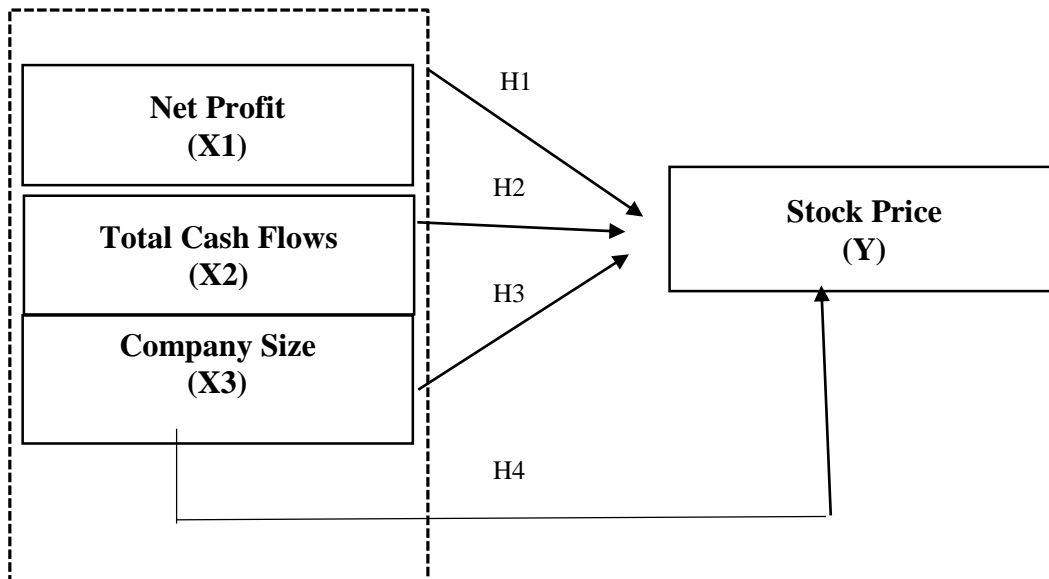 H1
Net Profit
(X1)
H2
Stock Price
(Y)
Total Cash Flows
(X2)
H3
Company Size
(X3)
H4